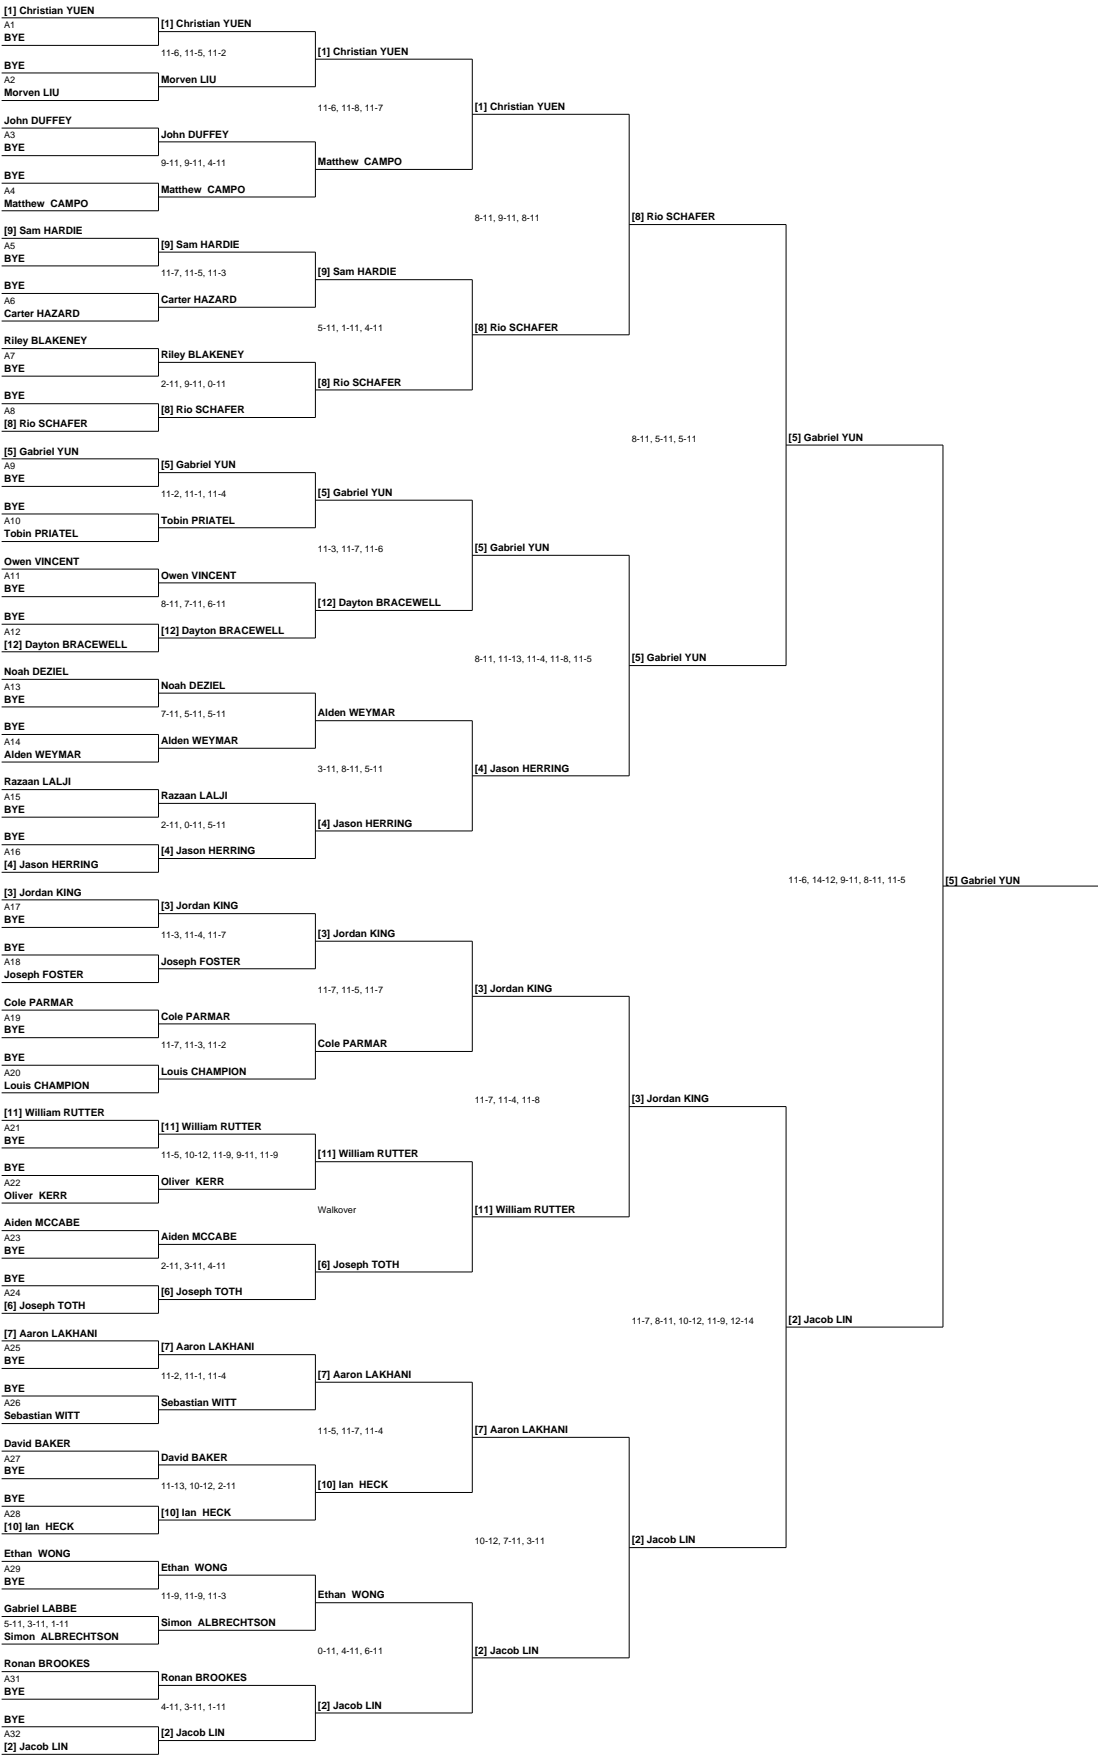 [1] Christian YUEN
A1
BYE
BYE
A2
Morven LIU
John DUFFEY
A3
BYE
BYE
A4
Matthew  CAMPO
[9] Sam HARDIE
A5
BYE
BYE
A6
Carter HAZARD
Riley BLAKENEY
A7
BYE
BYE
A8
[8] Rio SCHAFER
[5] Gabriel YUN
A9
BYE
BYE
A10
Tobin PRIATEL
Owen VINCENT
A11
BYE
BYE
A12
[12] Dayton BRACEWELL
Noah DEZIEL
A13
BYE
BYE
A14
Alden WEYMAR
Razaan LALJI
A15
BYE
BYE
A16
[4] Jason HERRING
[3] Jordan KING
A17
BYE
BYE
A18
Joseph FOSTER
Cole PARMAR
A19
BYE
BYE
A20
Louis CHAMPION
[11] William RUTTER
A21
BYE
BYE
A22
Oliver  KERR
Aiden MCCABE
A23
BYE
BYE
A24
[6] Joseph TOTH
[7] Aaron LAKHANI
A25
BYE
BYE
A26
Sebastian WITT
David BAKER
A27
BYE
BYE
A28
[10] Ian  HECK
Ethan  WONG
A29
BYE
Gabriel LABBE
5-11, 3-11, 1-11
Simon  ALBRECHTSON
Ronan BROOKES
A31
BYE
BYE
A32
[2] Jacob LIN
[1] Christian YUEN
11-6, 11-5, 11-2
Morven LIU
John DUFFEY
9-11, 9-11, 4-11
Matthew  CAMPO
[9] Sam HARDIE
11-7, 11-5, 11-3
Carter HAZARD
Riley BLAKENEY
2-11, 9-11, 0-11
[8] Rio SCHAFER
[5] Gabriel YUN
11-2, 11-1, 11-4
Tobin PRIATEL
Owen VINCENT
8-11, 7-11, 6-11
[12] Dayton BRACEWELL
Noah DEZIEL
7-11, 5-11, 5-11
Alden WEYMAR
Razaan LALJI
2-11, 0-11, 5-11
[4] Jason HERRING
[3] Jordan KING
11-3, 11-4, 11-7
Joseph FOSTER
Cole PARMAR
11-7, 11-3, 11-2
Louis CHAMPION
[11] William RUTTER
11-5, 10-12, 11-9, 9-11, 11-9
Oliver  KERR
Aiden MCCABE
2-11, 3-11, 4-11
[6] Joseph TOTH
[7] Aaron LAKHANI
11-2, 11-1, 11-4
Sebastian WITT
David BAKER
11-13, 10-12, 2-11
[10] Ian  HECK
Ethan  WONG
11-9, 11-9, 11-3
Simon  ALBRECHTSON
Ronan BROOKES
4-11, 3-11, 1-11
[2] Jacob LIN
[1] Christian YUEN
11-6, 11-8, 11-7
Matthew  CAMPO
[9] Sam HARDIE
5-11, 1-11, 4-11
[8] Rio SCHAFER
[5] Gabriel YUN
11-3, 11-7, 11-6
[12] Dayton BRACEWELL
Alden WEYMAR
3-11, 8-11, 5-11
[4] Jason HERRING
[3] Jordan KING
11-7, 11-5, 11-7
Cole PARMAR
[11] William RUTTER
Walkover
[6] Joseph TOTH
[7] Aaron LAKHANI
11-5, 11-7, 11-4
[10] Ian  HECK
Ethan  WONG
0-11, 4-11, 6-11
[2] Jacob LIN
[1] Christian YUEN
8-11, 9-11, 8-11
[8] Rio SCHAFER
[5] Gabriel YUN
8-11, 11-13, 11-4, 11-8, 11-5
[4] Jason HERRING
[3] Jordan KING
11-7, 11-4, 11-8
[11] William RUTTER
[7] Aaron LAKHANI
10-12, 7-11, 3-11
[2] Jacob LIN
[8] Rio SCHAFER
8-11, 5-11, 5-11
[5] Gabriel YUN
[3] Jordan KING
11-7, 8-11, 10-12, 11-9, 12-14
[2] Jacob LIN
[5] Gabriel YUN
11-6, 14-12, 9-11, 8-11, 11-5
[2] Jacob LIN
[5] Gabriel YUN